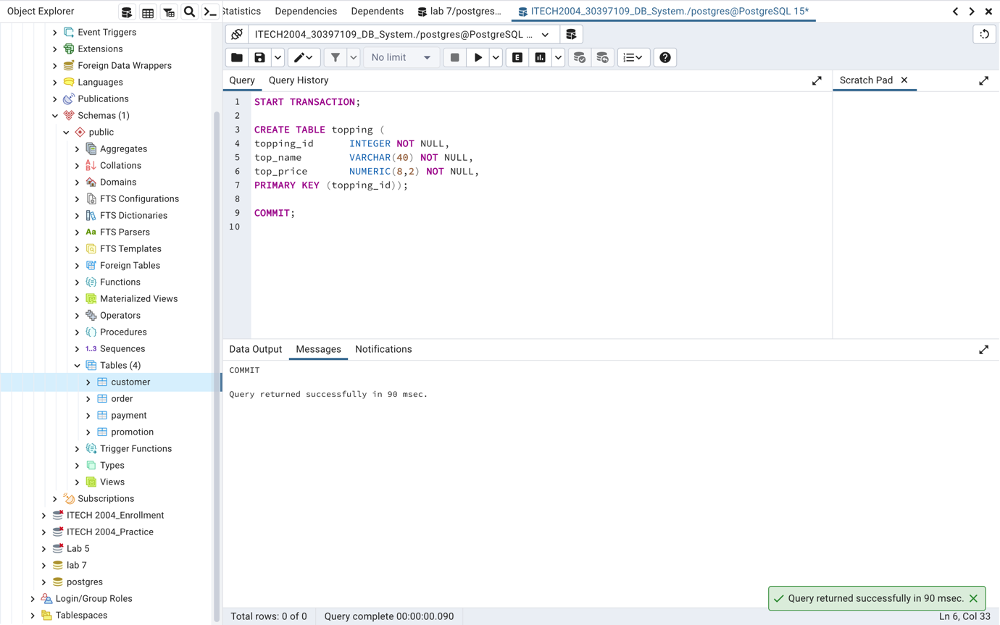 Object Explorer
Statistics
Dependencies
Dependents
lab 7/postgres...
ITECH2004_30397109_DB_System./postgres@PostgreSQL 15*
Event Triggers
Extensions
Foreign Data Wrappers
Languages
Publications
Schemas (1)
public
Aggregates
Collations
Domains
FTS Configurations
FTS Dictionaries
Aa FTS Parsers
FTS Templates
Foreign Tables
Functions
Materialized Views
Operators
Procedures
1..3 Sequences
Tables (4)
customer
order
payment
promotion
Trigger Functions
Types
Views
Subscriptions
ITECH 2004_Enrollment
ITECH 2004_Practice
Lab 5
lab 7
postgres
Login/Group Roles
Tablespaces
ITECH2004_30397109_DB_System./postgres@PostgreSQL ...
No limit
E
Query
Query History
Scratch Pad
1 START TRANSACTION;
2
3 CREATE TABLE topping (
4 topping_id INTEGER NOT NULL,
5 top_name VARCHAR(40) NOT NULL,
6 top_price NUMERIC(8,2) NOT NULL,
7 PRIMARY KEY (topping_id));
8
9 COMMIT;
10
Data Output
Messages
Notifications
COMMIT
Query returned successfully in 90 msec.
Query returned successfully in 90 msec.
Total rows: 0 of 0
Query complete 00:00:00.090
Ln 6, Col 33